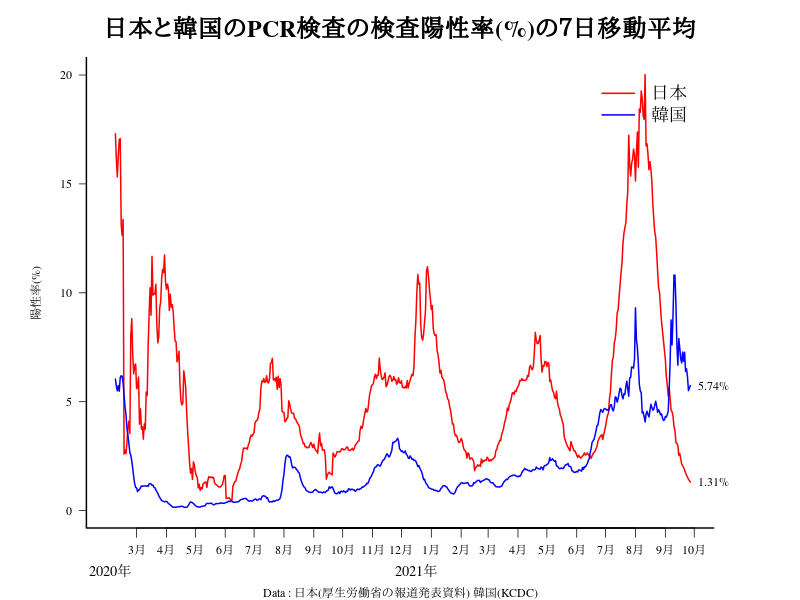 日本と韓国のPCR検査の検査陽性率(%)の7日移動平均
20
日本
韓国
15
陽性率(%)
10
5
5.74%
1.31%
0
3月 4月 5月 6月 7月 8月 9月 10月 11月 12月 1月 2月 3月 4月 5月 6月 7月 8月 9月 10月
2020年 2021年
Data : 日本(厚生労働省の報道発表資料) 韓国(KCDC)